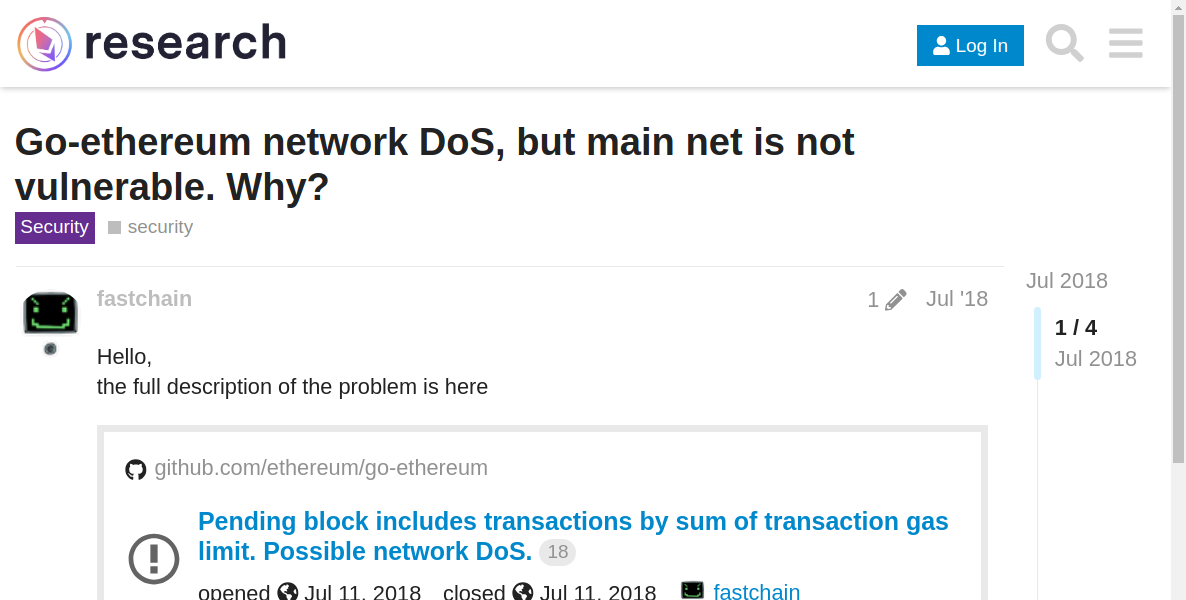 research
Log In
Go-ethereum network DoS, but main net is not
vulnerable. Why?
Security security
fastchain 1 Jul '18
Jul 2018
1 / 4
Jul 2018
Hello,
the full description of the problem is here
github.com/ethereum/go-ethereum
Pending block includes transactions by sum of transaction gas
limit. Possible network DoS. 18
opened Jul 11, 2018 closed Jul 11, 2018 fastchain